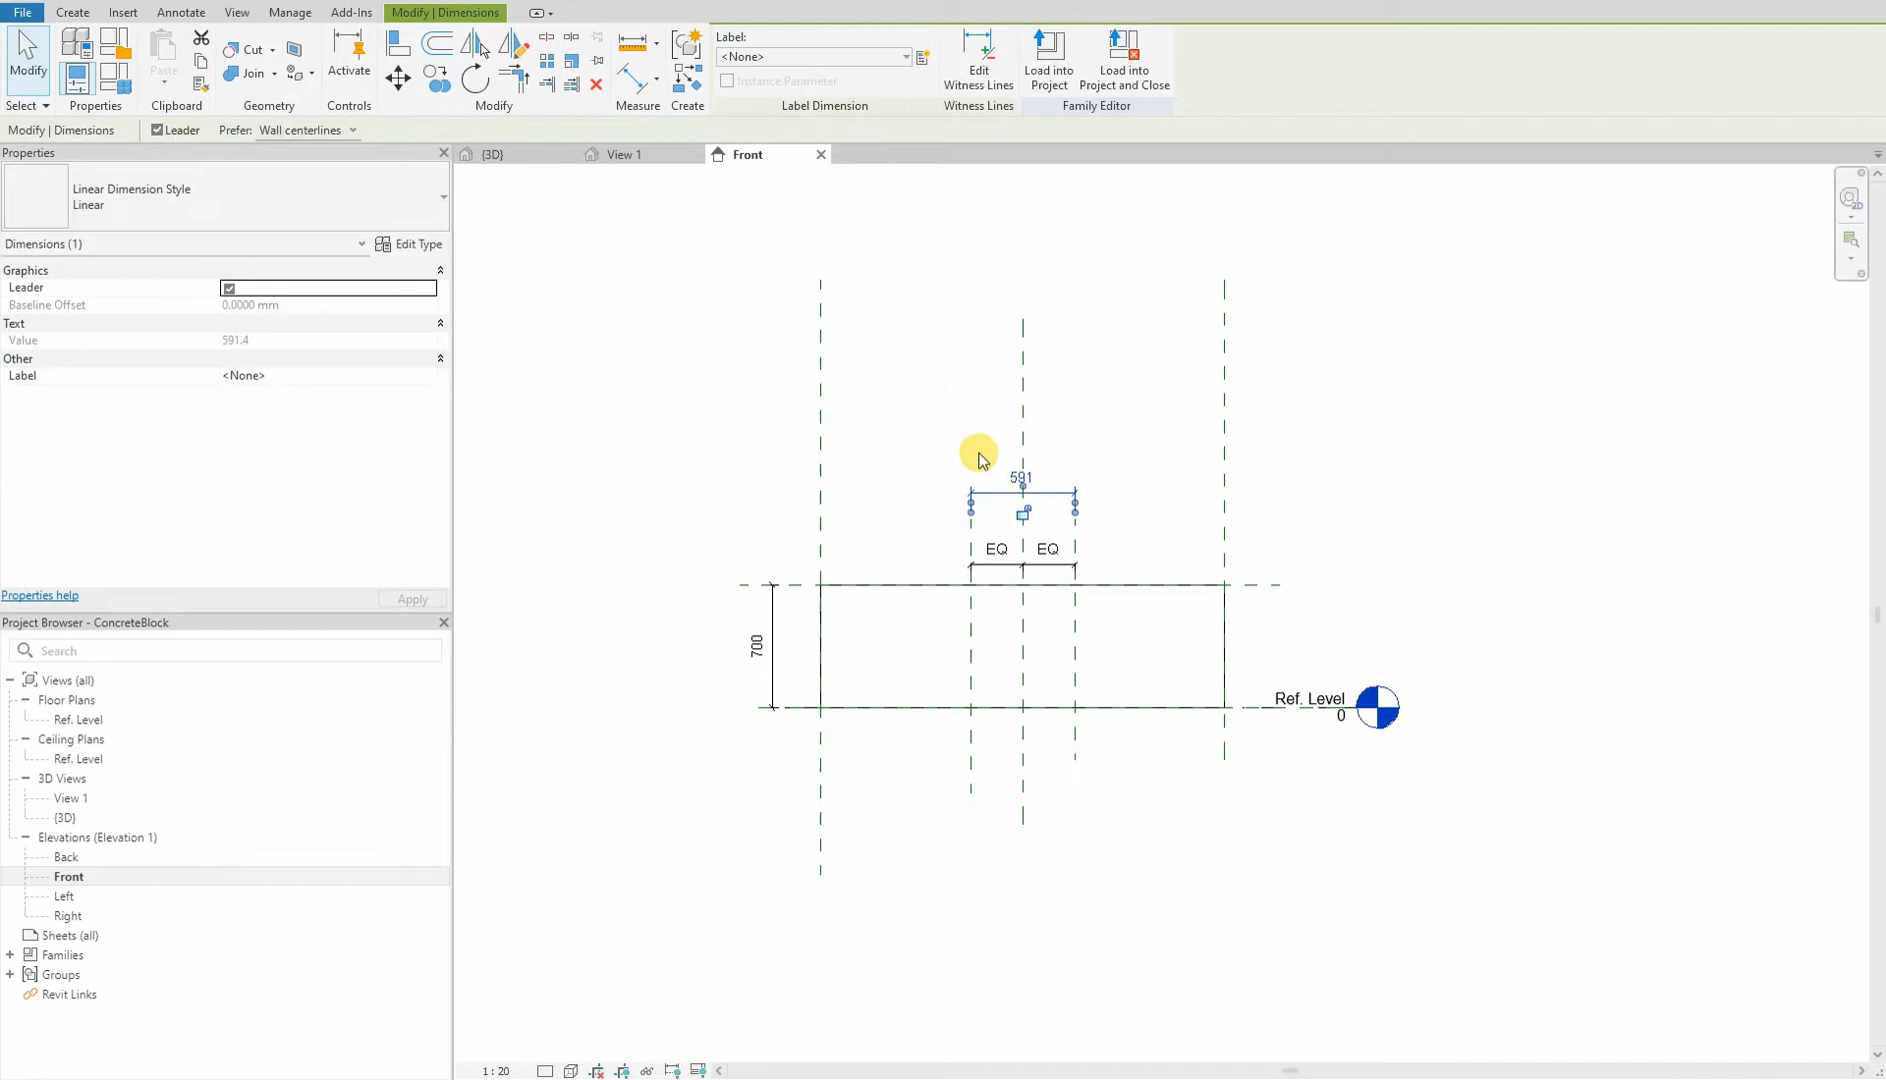 File Create Insert Annotate View Manage Add-Ins Modify | Dimensions
Modify
Paste
Cut
Join
Activate
Label:
<None>
Instance Parameter
Edit
Witness Lines
Load into
Project
Load into
Project and Close
Select Properties Clipboard Geometry Controls Modify Measure Create Label Dimension Witness Lines Family Editor
Modify | Dimensions Leader Prefer: Wall centerlines
Properties
{3D} View 1 Front
Linear Dimension Style
Linear
Dimensions (1) Edit Type
Graphics
Leader
Baseline Offset 0.0000 mm
Text
Value 591.4
Other
Label <None>
Properties help Apply
Project Browser - ConcreteBlock
Search
Views (all)
Floor Plans
Ref. Level
Ceiling Plans
Ref. Level
3D Views
View 1
{3D}
Elevations (Elevation 1)
Back
Front
Left
Right
Sheets (all)
Families
Groups
Revit Links
591
EQ EQ
700
Ref. Level
0
2D
1 : 20